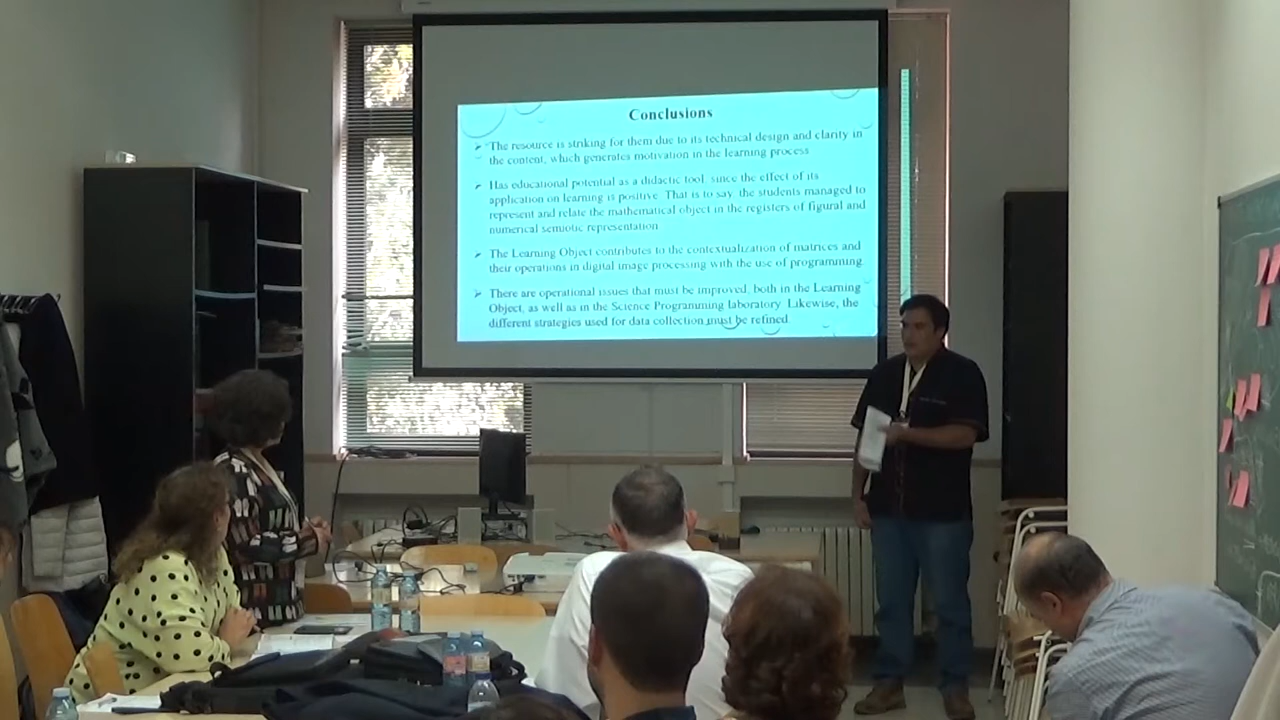 Conclusions
The resource is striking for them due to its technical design and clarity in
the content, which generates motivation in the learning process
Has educational potential as a didactic tool, since the effect of its
application on learning is positive. That is to say, the students managed to
represent and relate the mathematical object in the registers of figural and
numerical semiotic representation
The Learning Object contributes to the contextualization of matrices and
their operations in digital image processing with the use of programming.
There are operational issues that must be improved, both in the Learning
Object, as well as in the Science Programming laboratory. Likewise, the
different strategies used for data collection must be refined.